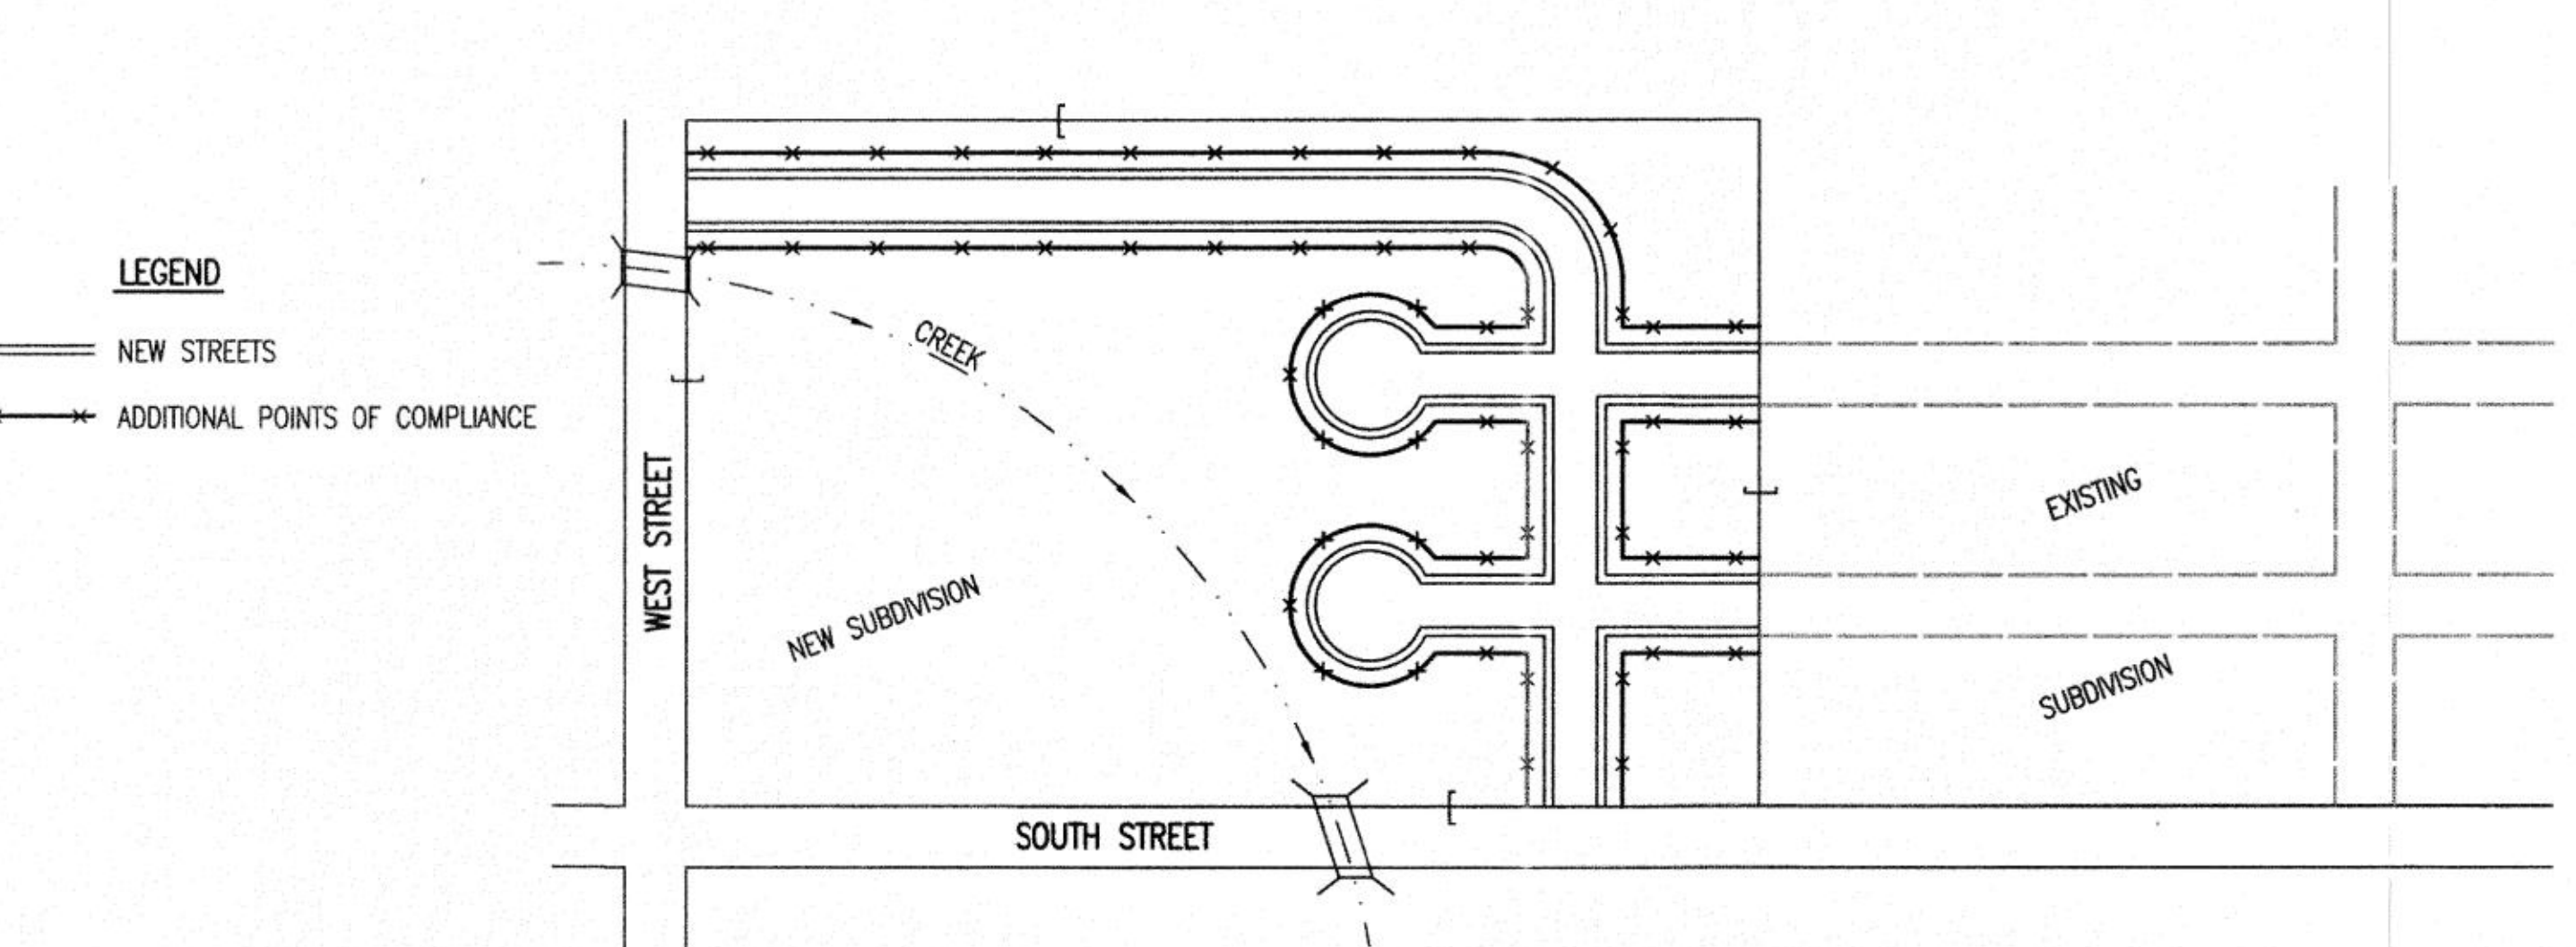 LEGEND
NEW STREETS
ADDITIONAL POINTS OF COMPLIANCE
CREEK
WEST STREET
NEW SUBDIVISION
SOUTH STREET
EXISTING
SUBDIVISION